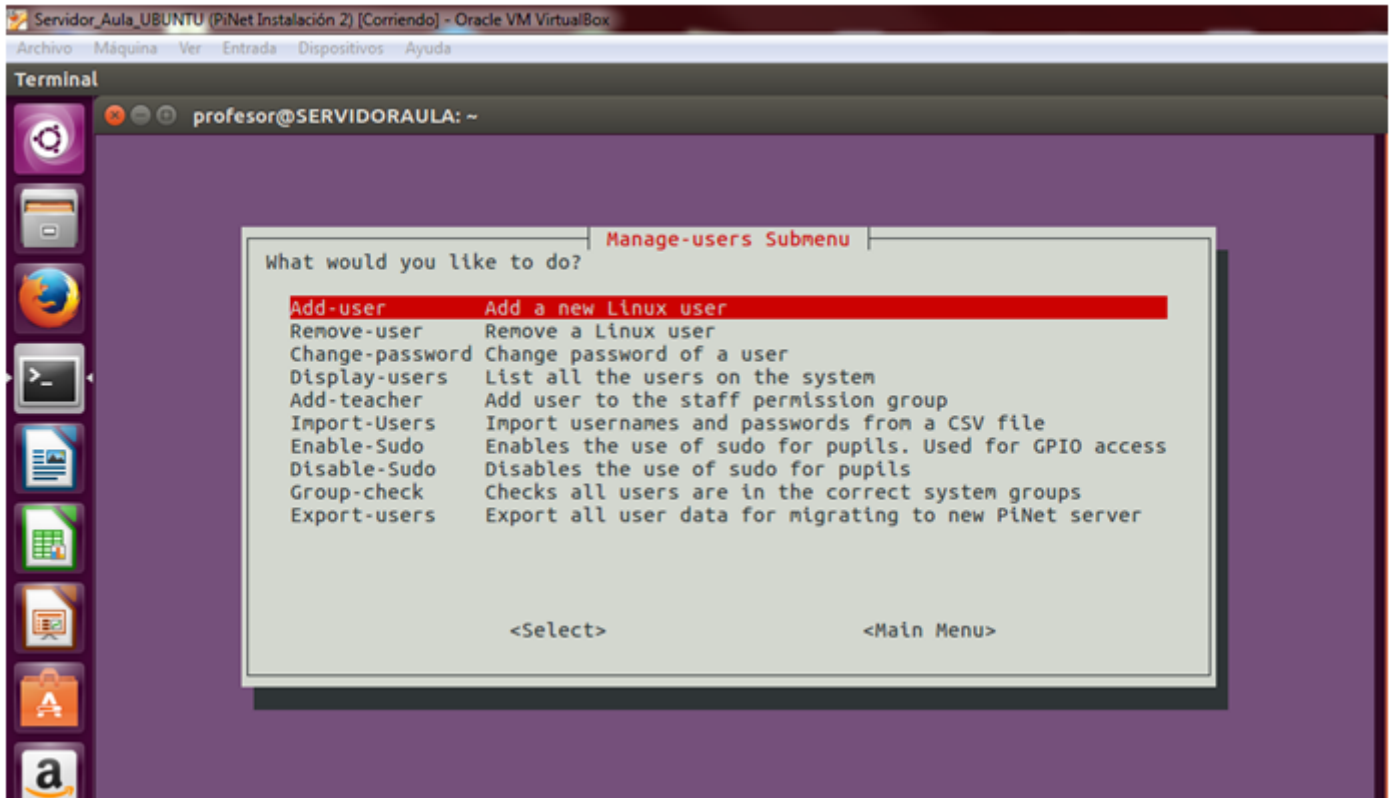 Servidor_Aula_UBUNTU (PiNet Instalación 2) [Corriendo] - Oracle VM VirtualBox
Archivo Máquina Ver Entrada Dispositivos Ayuda
Terminal
profesor@SERVIDORAULA: ~
Manage-users Submenu
What would you like to do?
Add-user Add a new Linux user
Remove-user Remove a Linux user
Change-password Change password of a user
Display-users List all the users on the system
Add-teacher Add user to the staff permission group
Import-Users Import usernames and passwords from a CSV file
Enable-Sudo Enables the use of sudo for pupils. Used for GPIO access
Disable-Sudo Disables the use of sudo for pupils
Group-check Checks all users are in the correct system groups
Export-users Export all user data for migrating to new PiNet server
<Select> <Main Menu>